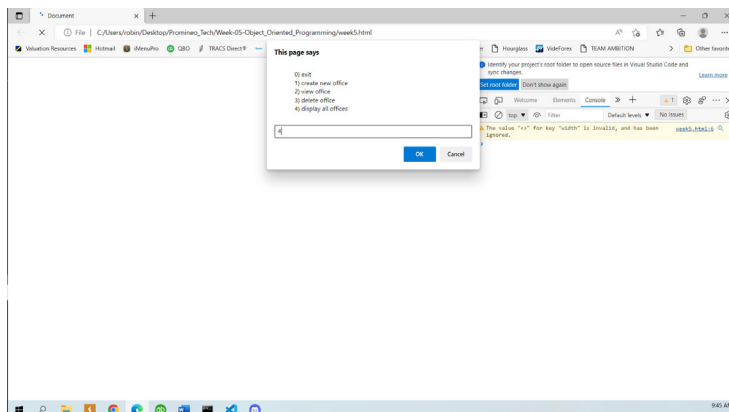 Document
File | C:/Users/robin/Desktop/Promineo_Tech/Week-05-Object_Oriented_Programming/week5.html
Valuation Resources Hotmail iMenuPro QBO TRACS Direct® Hourglass VideForex TEAM AMBITION Other favorite
This page says
0) exit
1) create new office
2) view office
3) delete office
4) display all offices
4
OK Cancel
Identify your project's root folder to open source files in Visual Studio Code and
sync changes.
Learn more
Set root folder Don't show again
Welcome Elements Console 1
top Filter Default levels No Issues
The value "<>" for key "width" is invalid, and has been week5.html:6
ignored.
9:45 AM